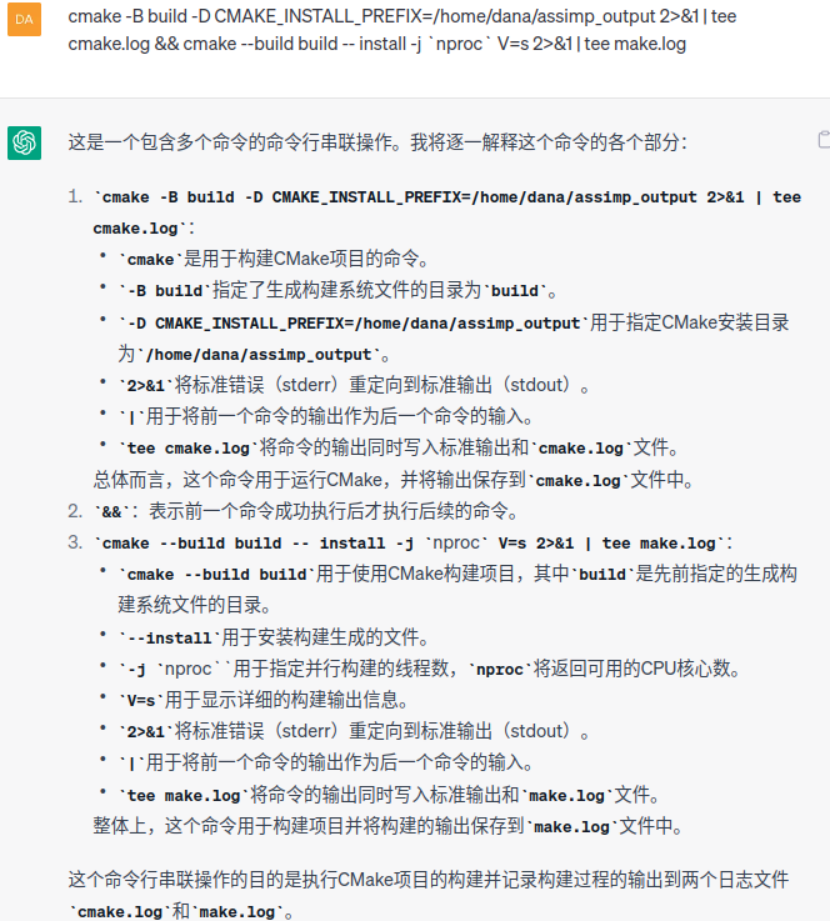 DA
cmake -B build -D CMAKE_INSTALL_PREFIX=/home/dana/assimp_output 2>&1 | tee
cmake.log && cmake --build build -- install -j `nproc` V=s 2>&1 | tee make.log
这是一个包含多个命令的命令行串联操作。我将逐一解释这个命令的各个部分：
1. `cmake -B build -D CMAKE_INSTALL_PREFIX=/home/dana/assimp_output 2>&1 | tee
cmake.log`：
• `cmake`是用于构建CMake项目的命令。
• `-B build`指定了生成构建系统文件的目录为`build`。
• `-D CMAKE_INSTALL_PREFIX=/home/dana/assimp_output`用于指定CMake安装目录
为`/home/dana/assimp_output`。
• `2>&1`将标准错误（stderr）重定向到标准输出（stdout）。
• `|`用于将前一个命令的输出作为后一个命令的输入。
• `tee cmake.log`将命令的输出同时写入标准输出和`cmake.log`文件。
总体而言，这个命令用于运行CMake，并将输出保存到`cmake.log`文件中。
2. `&&`：表示前一个命令成功执行后才执行后续的命令。
3. `cmake --build build -- install -j `nproc` V=s 2>&1 | tee make.log`：
• `cmake --build build`用于使用CMake构建项目，其中`build`是先前指定的生成构
建系统文件的目录。
• `--install`用于安装构建生成的文件。
• `-j `nproc``用于指定并行构建的线程数，`nproc`将返回可用的CPU核心数。
• `V=s`用于显示详细的构建输出信息。
• `2>&1`将标准错误（stderr）重定向到标准输出（stdout）。
• `|`用于将前一个命令的输出作为后一个命令的输入。
• `tee make.log`将命令的输出同时写入标准输出和`make.log`文件。
整体上，这个命令用于构建项目并将构建的输出保存到`make.log`文件中。
这个命令行串联操作的目的是执行CMake项目的构建并记录构建过程的输出到两个日志文件
`cmake.log`和`make.log`。